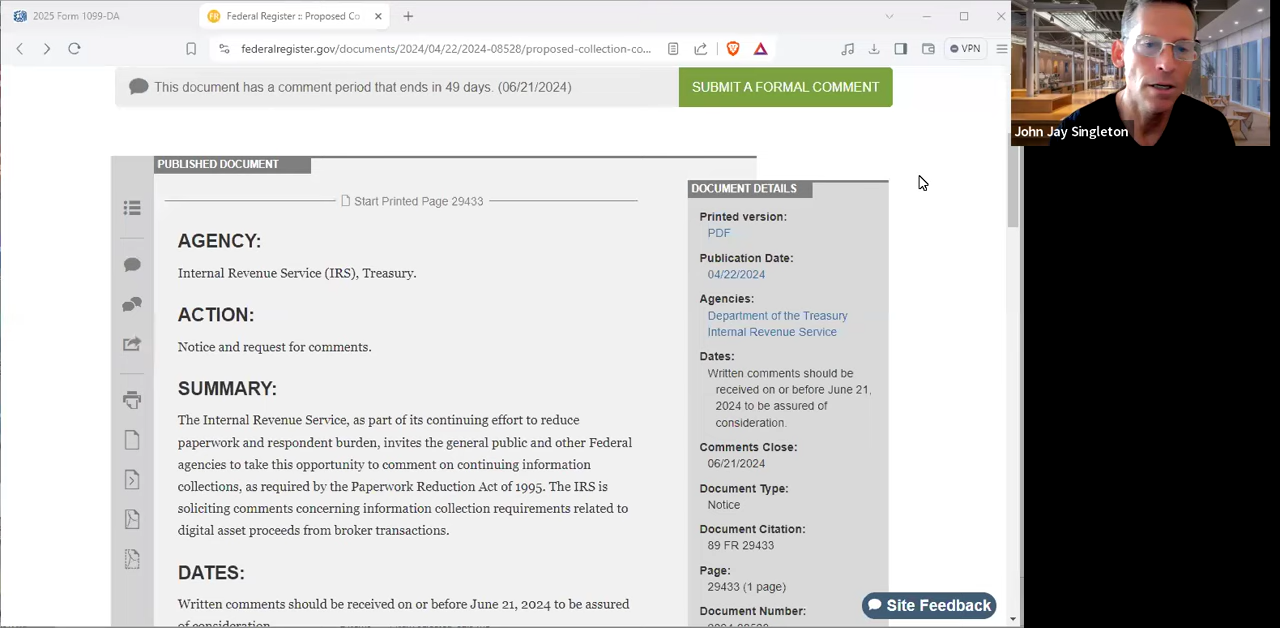 2025 Form 1099-DA
Federal Register :: Proposed Co
federalregister.gov/documents/2024/04/22/2024-08528/proposed-collection-co...
VPN
This document has a comment period that ends in 49 days. (06/21/2024)
SUBMIT A FORMAL COMMENT
John Jay Singleton
PUBLISHED DOCUMENT
Start Printed Page 29433
AGENCY:
Internal Revenue Service (IRS), Treasury.
ACTION:
Notice and request for comments.
SUMMARY:
The Internal Revenue Service, as part of its continuing effort to reduce
paperwork and respondent burden, invites the general public and other Federal
agencies to take this opportunity to comment on continuing information
collections, as required by the Paperwork Reduction Act of 1995. The IRS is
soliciting comments concerning information collection requirements related to
digital asset proceeds from broker transactions.
DATES:
Written comments should be received on or before June 21, 2024 to be assured
of consideration.
DOCUMENT DETAILS
Printed version:
PDF
Publication Date:
04/22/2024
Agencies:
Department of the Treasury
Internal Revenue Service
Dates:
Written comments should be
received on or before June 21,
2024 to be assured of
consideration.
Comments Close:
06/21/2024
Document Type:
Notice
Document Citation:
89 FR 29433
Page:
29433 (1 page)
Document Number:
2024-08528
Site Feedback